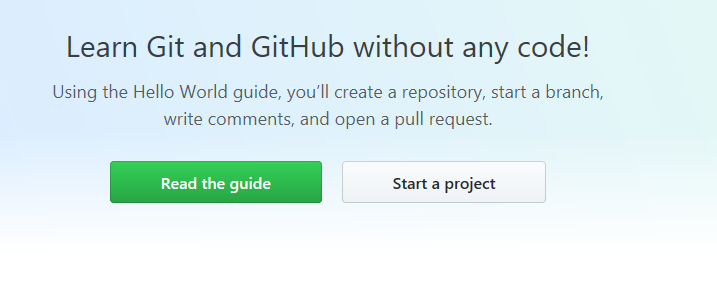 Learn Git and GitHub without any code!
Using the Hello World guide, you’ll create a repository, start a branch,
write comments, and open a pull request.
Read the guide
Start a project